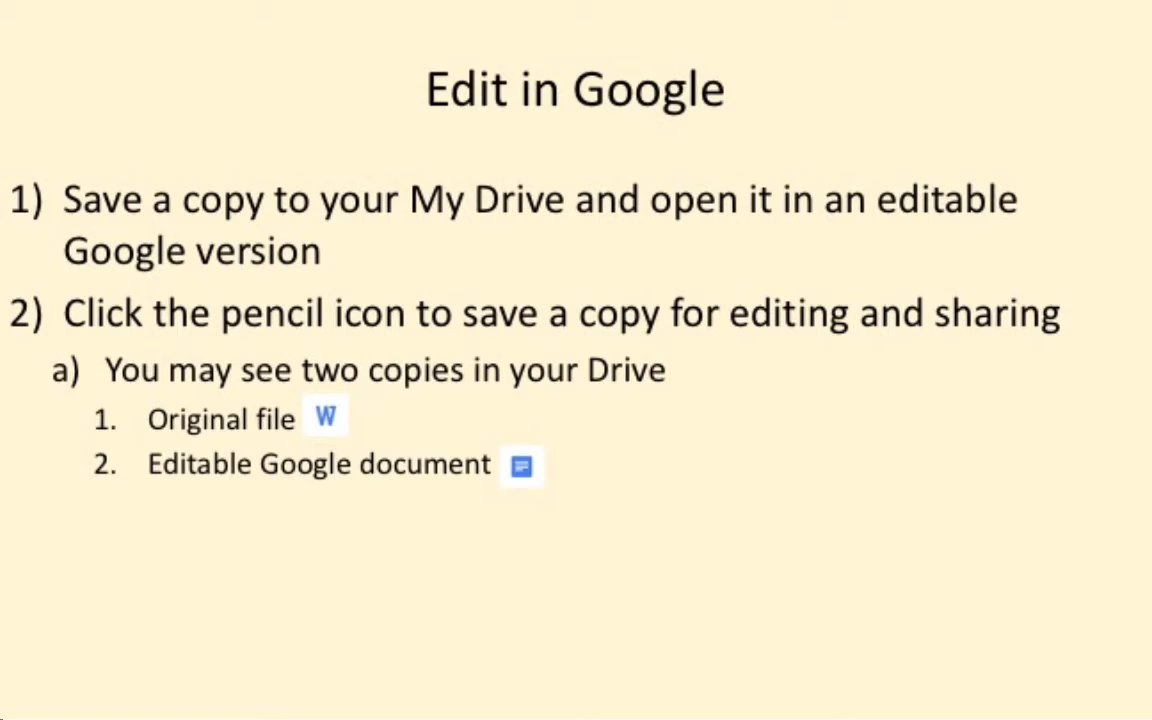 Edit in Google
1) Save a copy to your My Drive and open it in an editable
Google version
2) Click the pencil icon to save a copy for editing and sharing
a) You may see two copies in your Drive
1. Original file W
2. Editable Google document